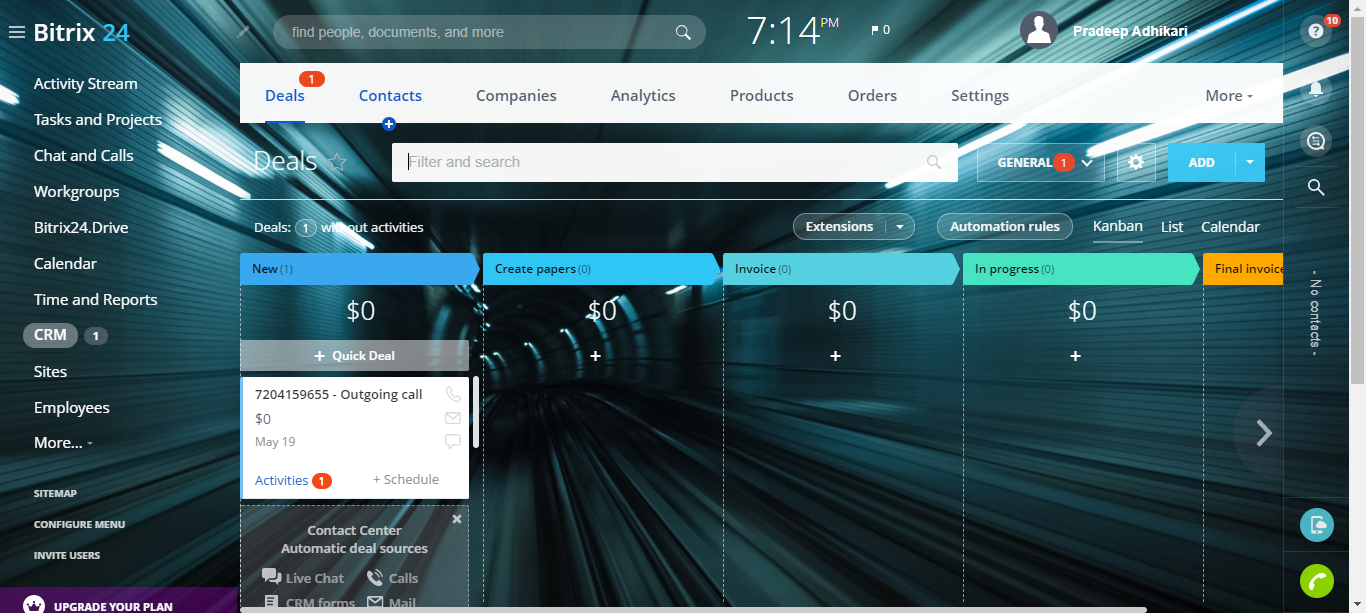 Bitrix 24
find people, documents, and more
7:14 PM
0
Pradeep Adhikari
10
Activity Stream
Tasks and Projects
Chat and Calls
Workgroups
Bitrix24.Drive
Calendar
Time and Reports
CRM 1
Sites
Employees
More...
SITEMAP
CONFIGURE MENU
INVITE USERS
UPGRADE YOUR PLAN
1
Deals Contacts Companies Analytics Products Orders Settings More
Deals
Filter and search
GENERAL 1
ADD
Deals: 1 without activities
Extensions
Automation rules
Kanban List Calendar
New (1) Create papers (0) Invoice (0) In progress (0) Final invoice
$0 $0 $0 $0
+ Quick Deal + + +
7204159655 - Outgoing call
$0
May 19
Activities 1 + Schedule
Contact Center
Automatic deal sources
Live Chat Calls
CRM forms Mail
- No contacts -